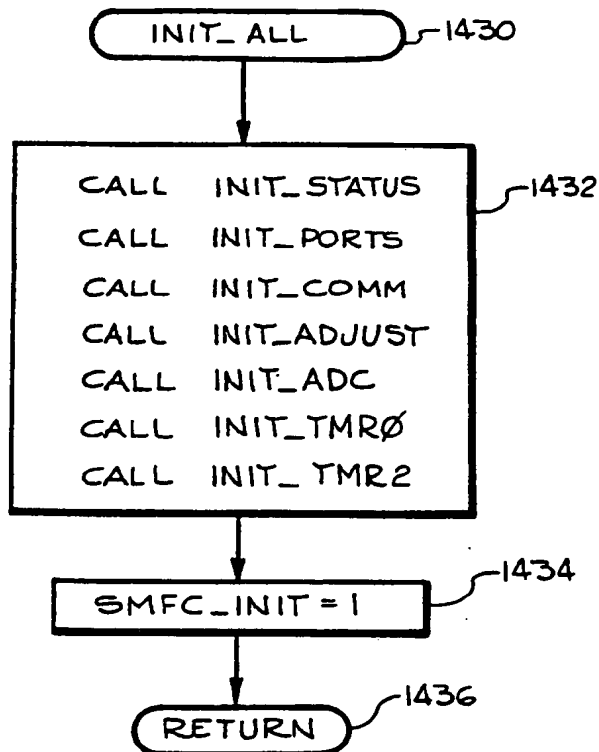 INIT_ALL
1430
CALL INIT_STATUS
1432
CALL INIT_PORTS
CALL INIT_COMM
CALL INIT_ADJUST
CALL INIT_ADC
CALL INIT_TMRØ
CALL INIT_TMR2
1434
SMFC_INIT = 1
1436
RETURN